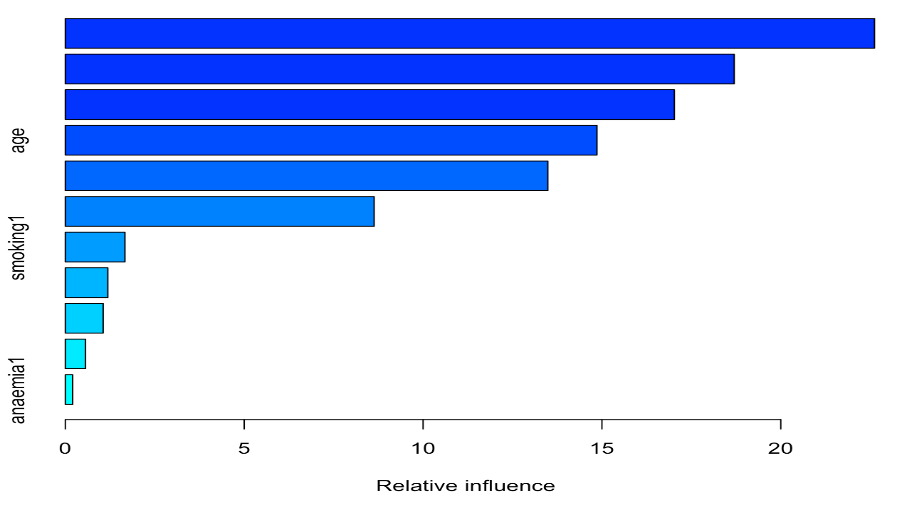 age
smoking1
anaemia1
0 5 10 15 20
Relative influence